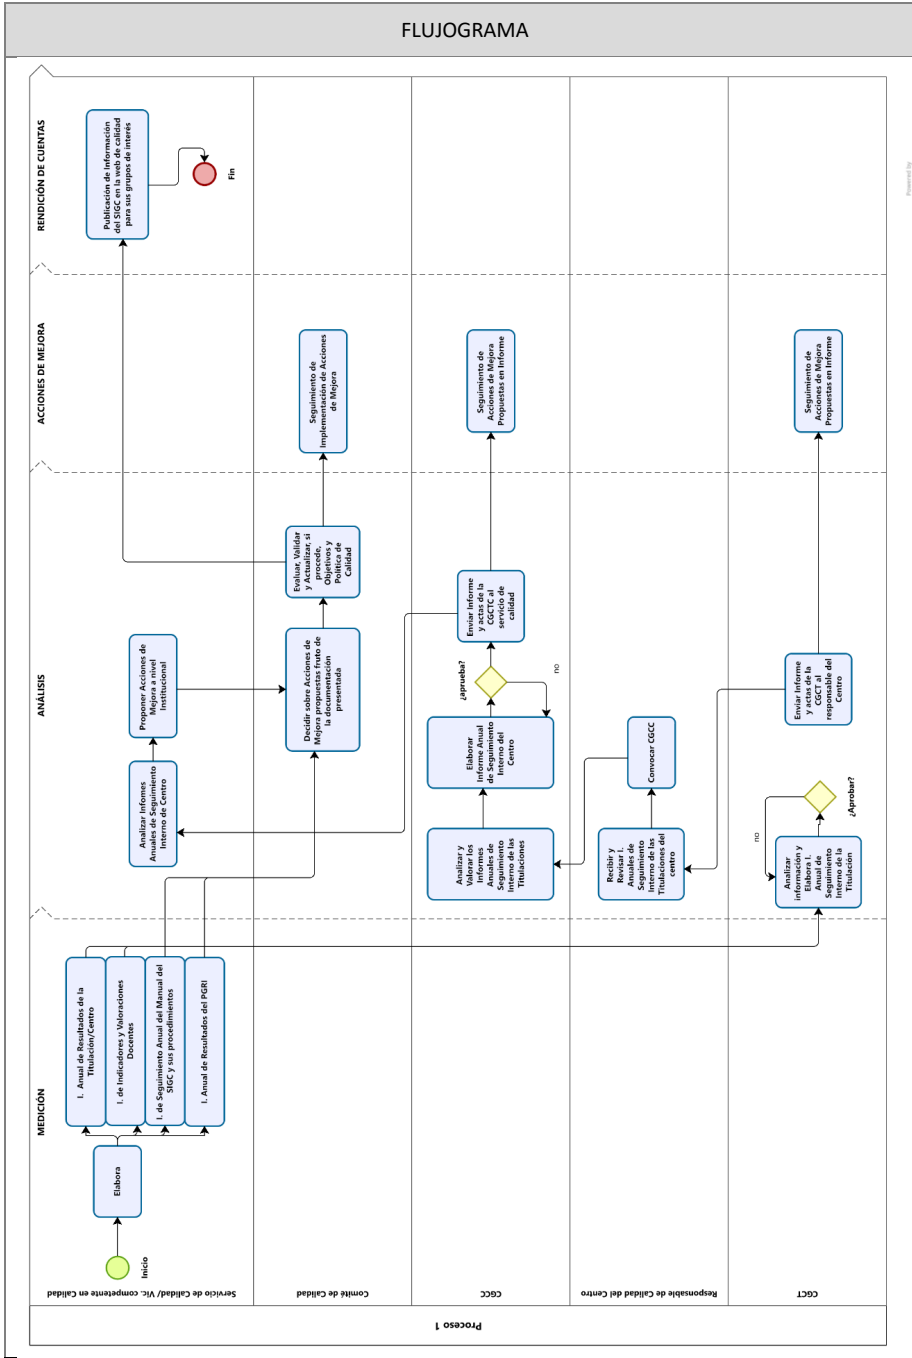 FLUJOGRAMA
Proceso 1
MEDICIÓN
ANÁLISIS
ACCIONES DE MEJORA
RENDICIÓN DE CUENTAS
Servicio de Calidad/ Vic. competente en Calidad
Inicio
Elabora
I. Anual de Resultados de la
Titulación/Centro
I. de Indicadores y Valoraciones
Docentes
I. de Seguimiento Anual del Manual del
SIGC y sus procedimientos
I. Anual de Resultados del PGRI
Analizar Infomes
Anuales de Seguimiento
Interno de Centro
Proponer Acciones de
Mejora a nivel
Institucional
Publicación de Información
del SIGC en la web de calidad
para sus grupos de interés
Fin
Comité de Calidad
Decidir sobre Acciones de
Mejora propuestas fruto de
la documentación
presentada
Evaluar, Validar
y Actualizar, si
procede,
Objetivos y
Política de
Calidad
Seguimiento de
Implementación de Acciones
de Mejora
CGCC
Analizar y
Valorar los
Informes
Anuales de
Seguimiento
Interno de las
Titulaciones
Elaborar
Informe Anual
de Seguimiento
Interno del
Centro
¿aprueba?
no
Enviar Informe
y actas de la
CGCTC al
servicio de
calidad
Seguimiento de
Acciones de Mejora
Propuestas en Informe
Responsable de Calidad del Centro
Recibir y
Revisar I.
Anuales de
Seguimiento
Interno de las
Titulaciones del
centro
Convocar CGCC
CGCT
Analizar
información y
Elabora I.
Anual de
Seguimiento
Interno de la
Titulación
no
¿Aprobar?
Enviar Informe
y actas de la
CGCT al
responsable del
Centro
Seguimiento de
Acciones de Mejora
Propuestas en Informe
Powered by